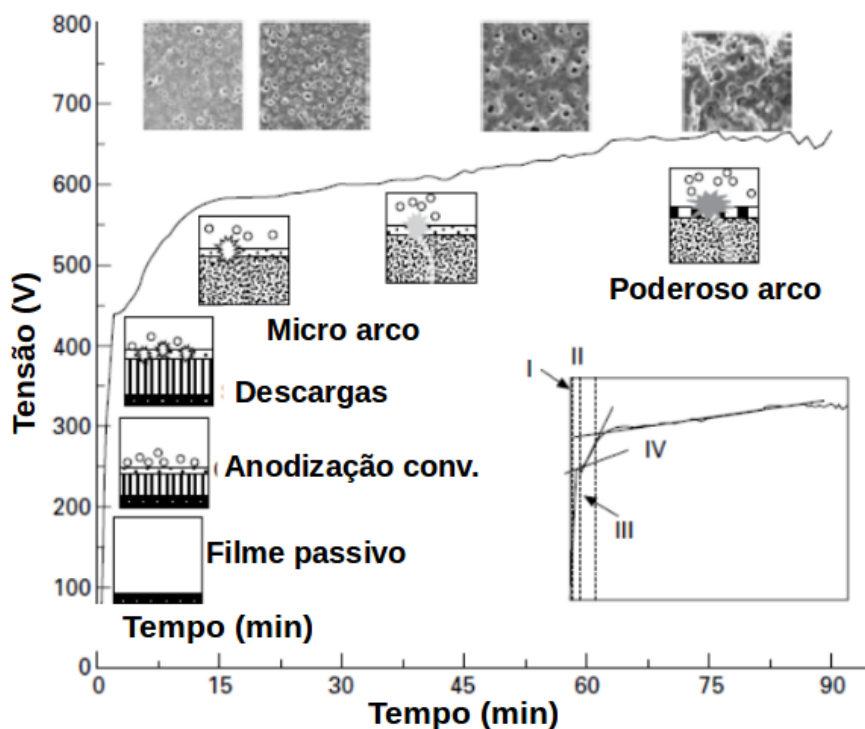 800
700
600
500
400
300
200
100
0
Tensão (V)
Micro arco
Poderoso arco
Descargas
Anodização conv.
Filme passivo
Tempo (min)
I
II
IV
III
0
15
30
45
60
75
90
Tempo (min)